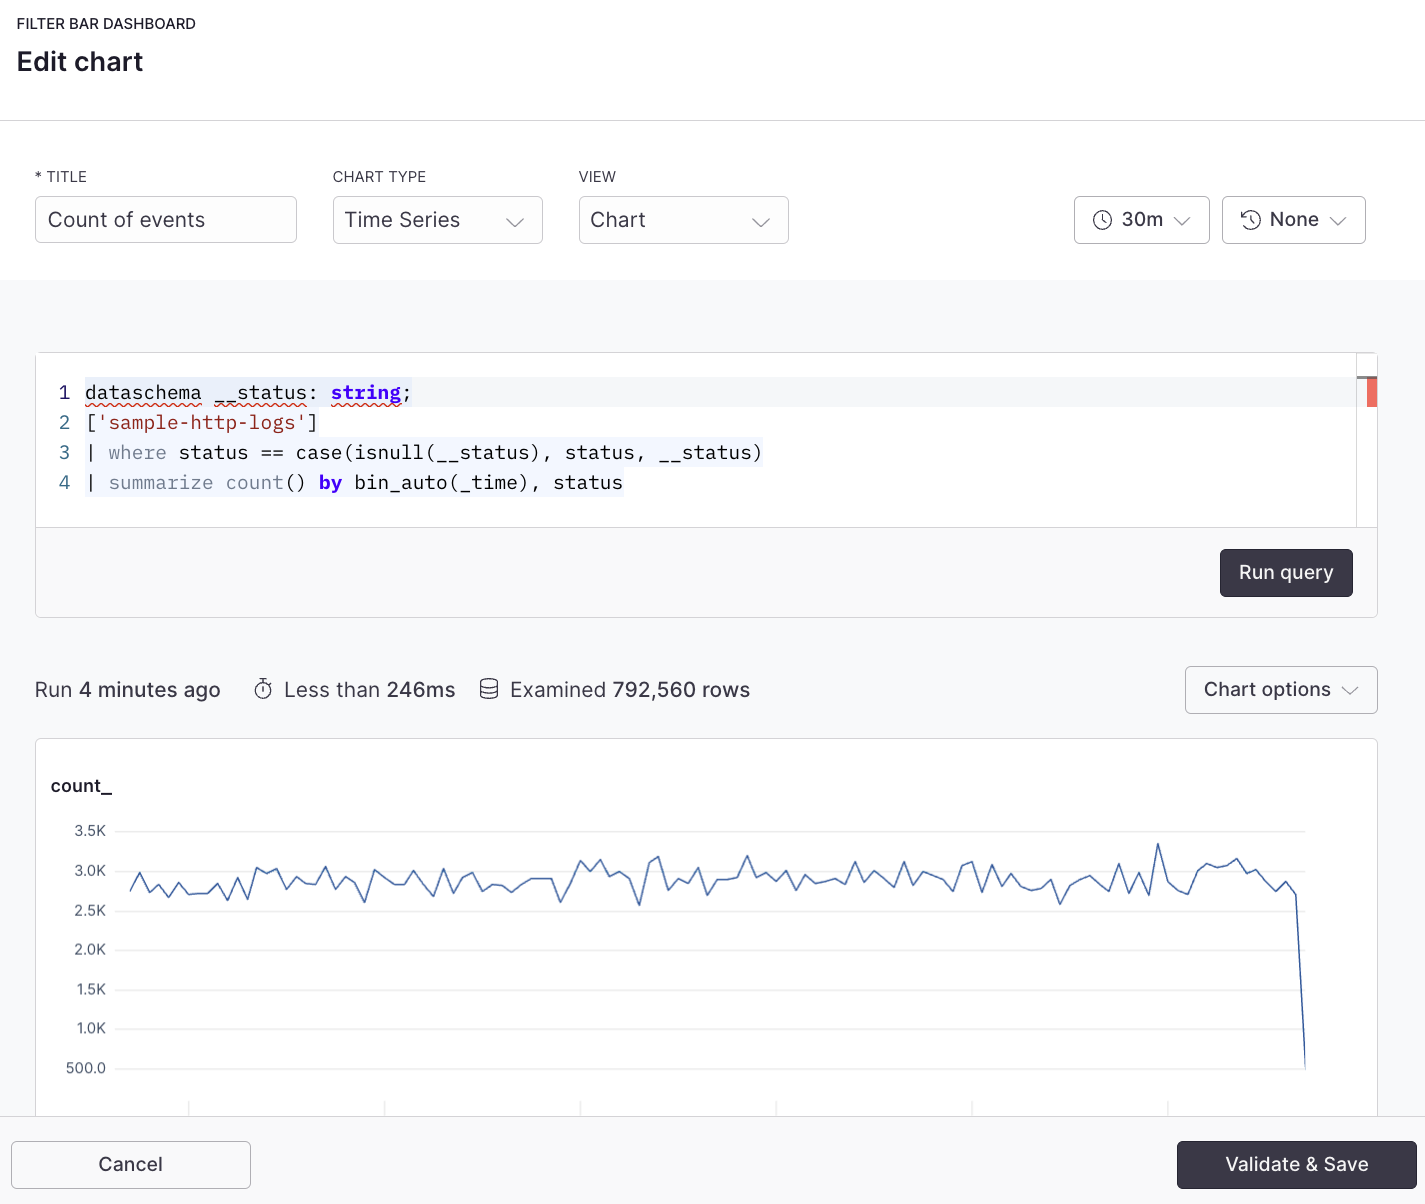 FILTER BAR DASHBOARD
Edit chart
* TITLE
CHART TYPE
VIEW
Count of events
Time Series
Chart
30m
None
1 dataschema __status: string;
2 ['sample-http-logs']
3 | where status == case(isnull(__status), status, __status)
4 | summarize count() by bin_auto(_time), status
Run query
Run 4 minutes ago
Less than 246ms
Examined 792,560 rows
Chart options
count_
3.5K
3.0K
2.5K
2.0K
1.5K
1.0K
500.0
Cancel
Validate & Save